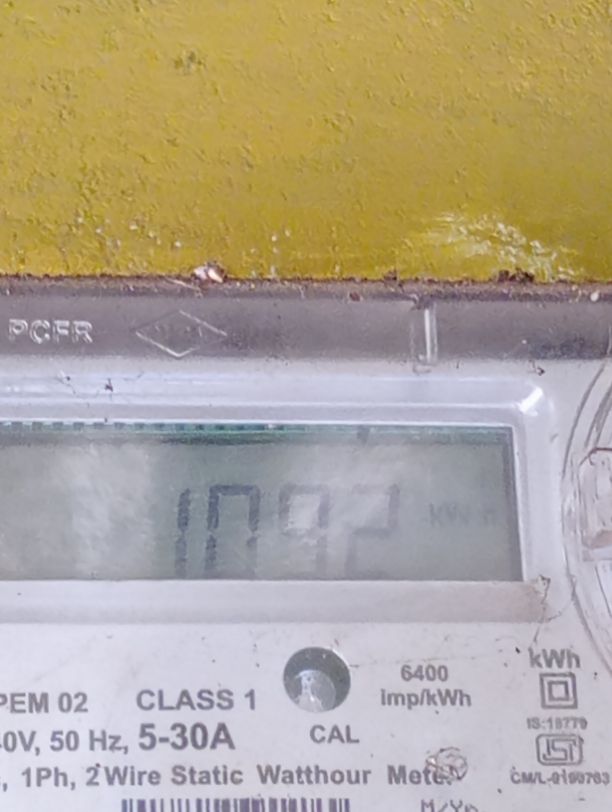 PCFR
1092 kWh
PEM 02 CLASS 1
6400
imp/kWh
kWh
0V, 50 Hz, 5-30A
CAL
, 1Ph, 2 Wire Static Watthour Meter